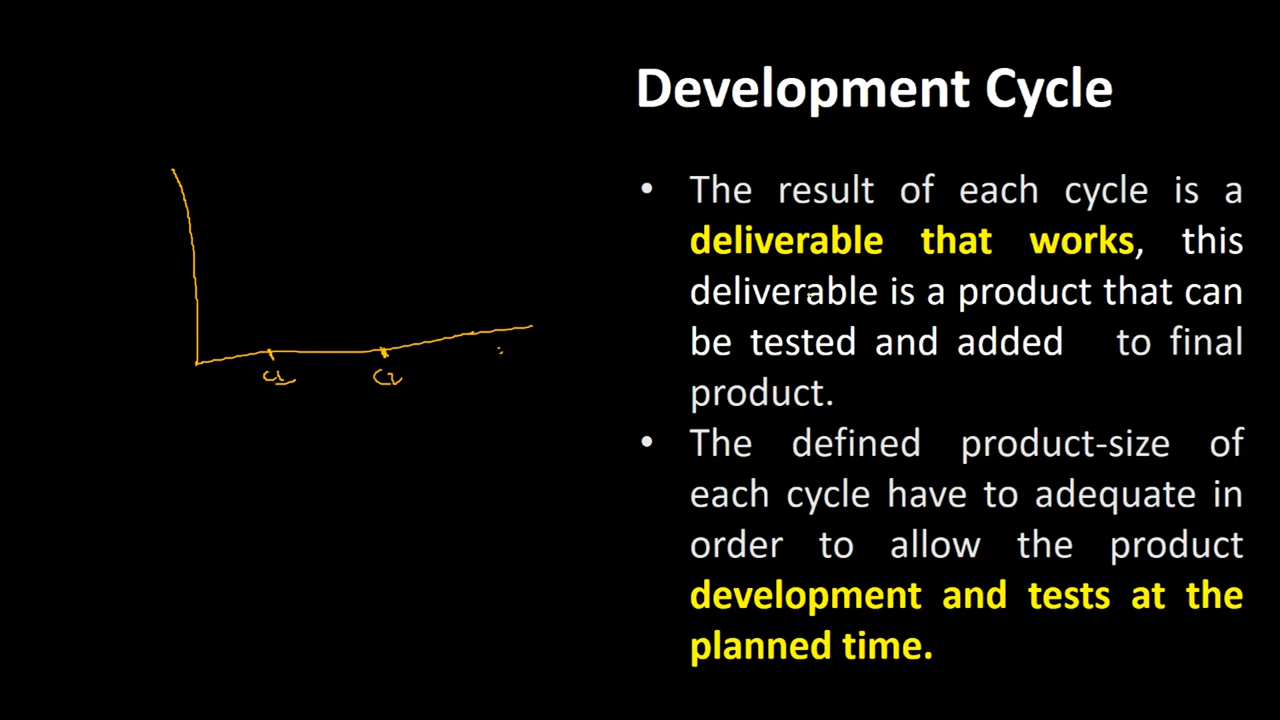 Development Cycle
• The result of each cycle is a
deliverable that works, this
deliverable is a product that can
be tested and added to final
product.
• The defined product-size of
each cycle have to adequate in
order to allow the product
development and tests at the
planned time.
C1 C2